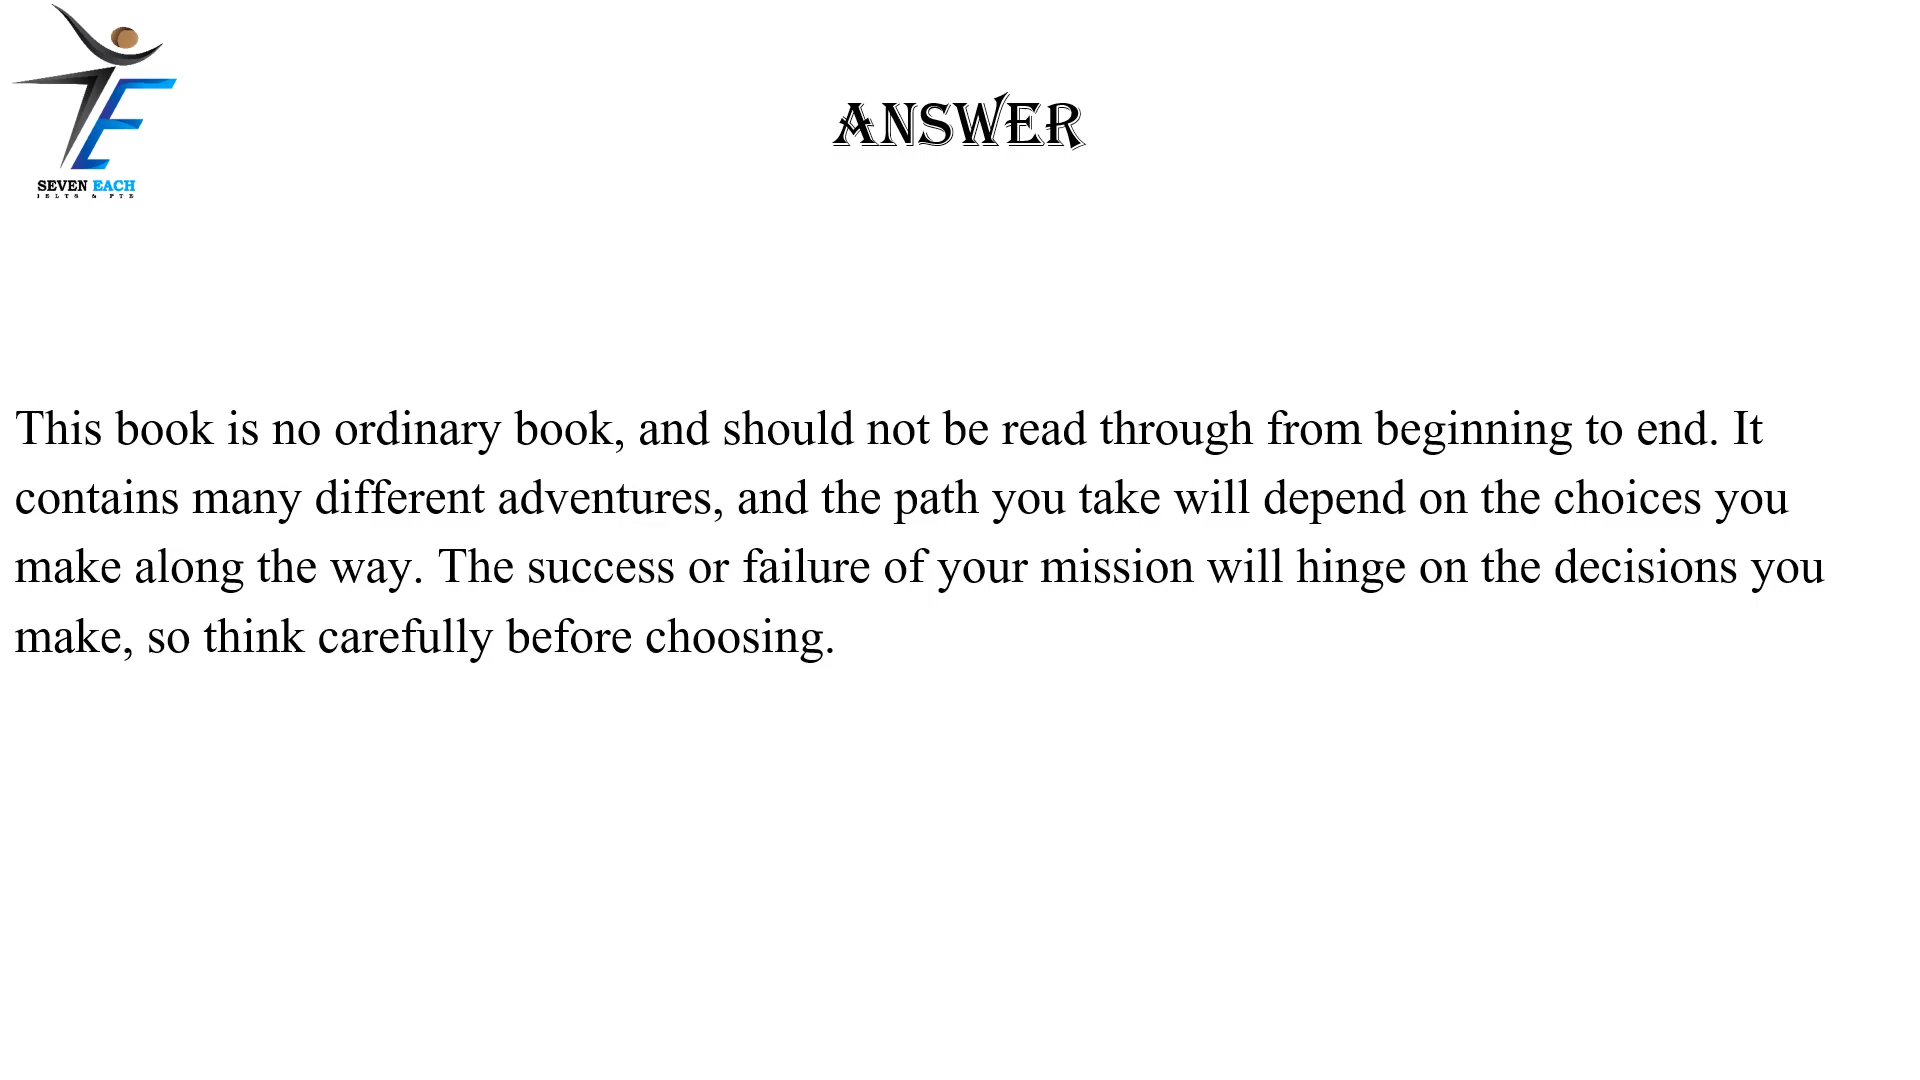 SEVEN EACH
IELTS & PTE
ANSWER
This book is no ordinary book, and should not be read through from beginning to end. It
contains many different adventures, and the path you take will depend on the choices you
make along the way. The success or failure of your mission will hinge on the decisions you
make, so think carefully before choosing.